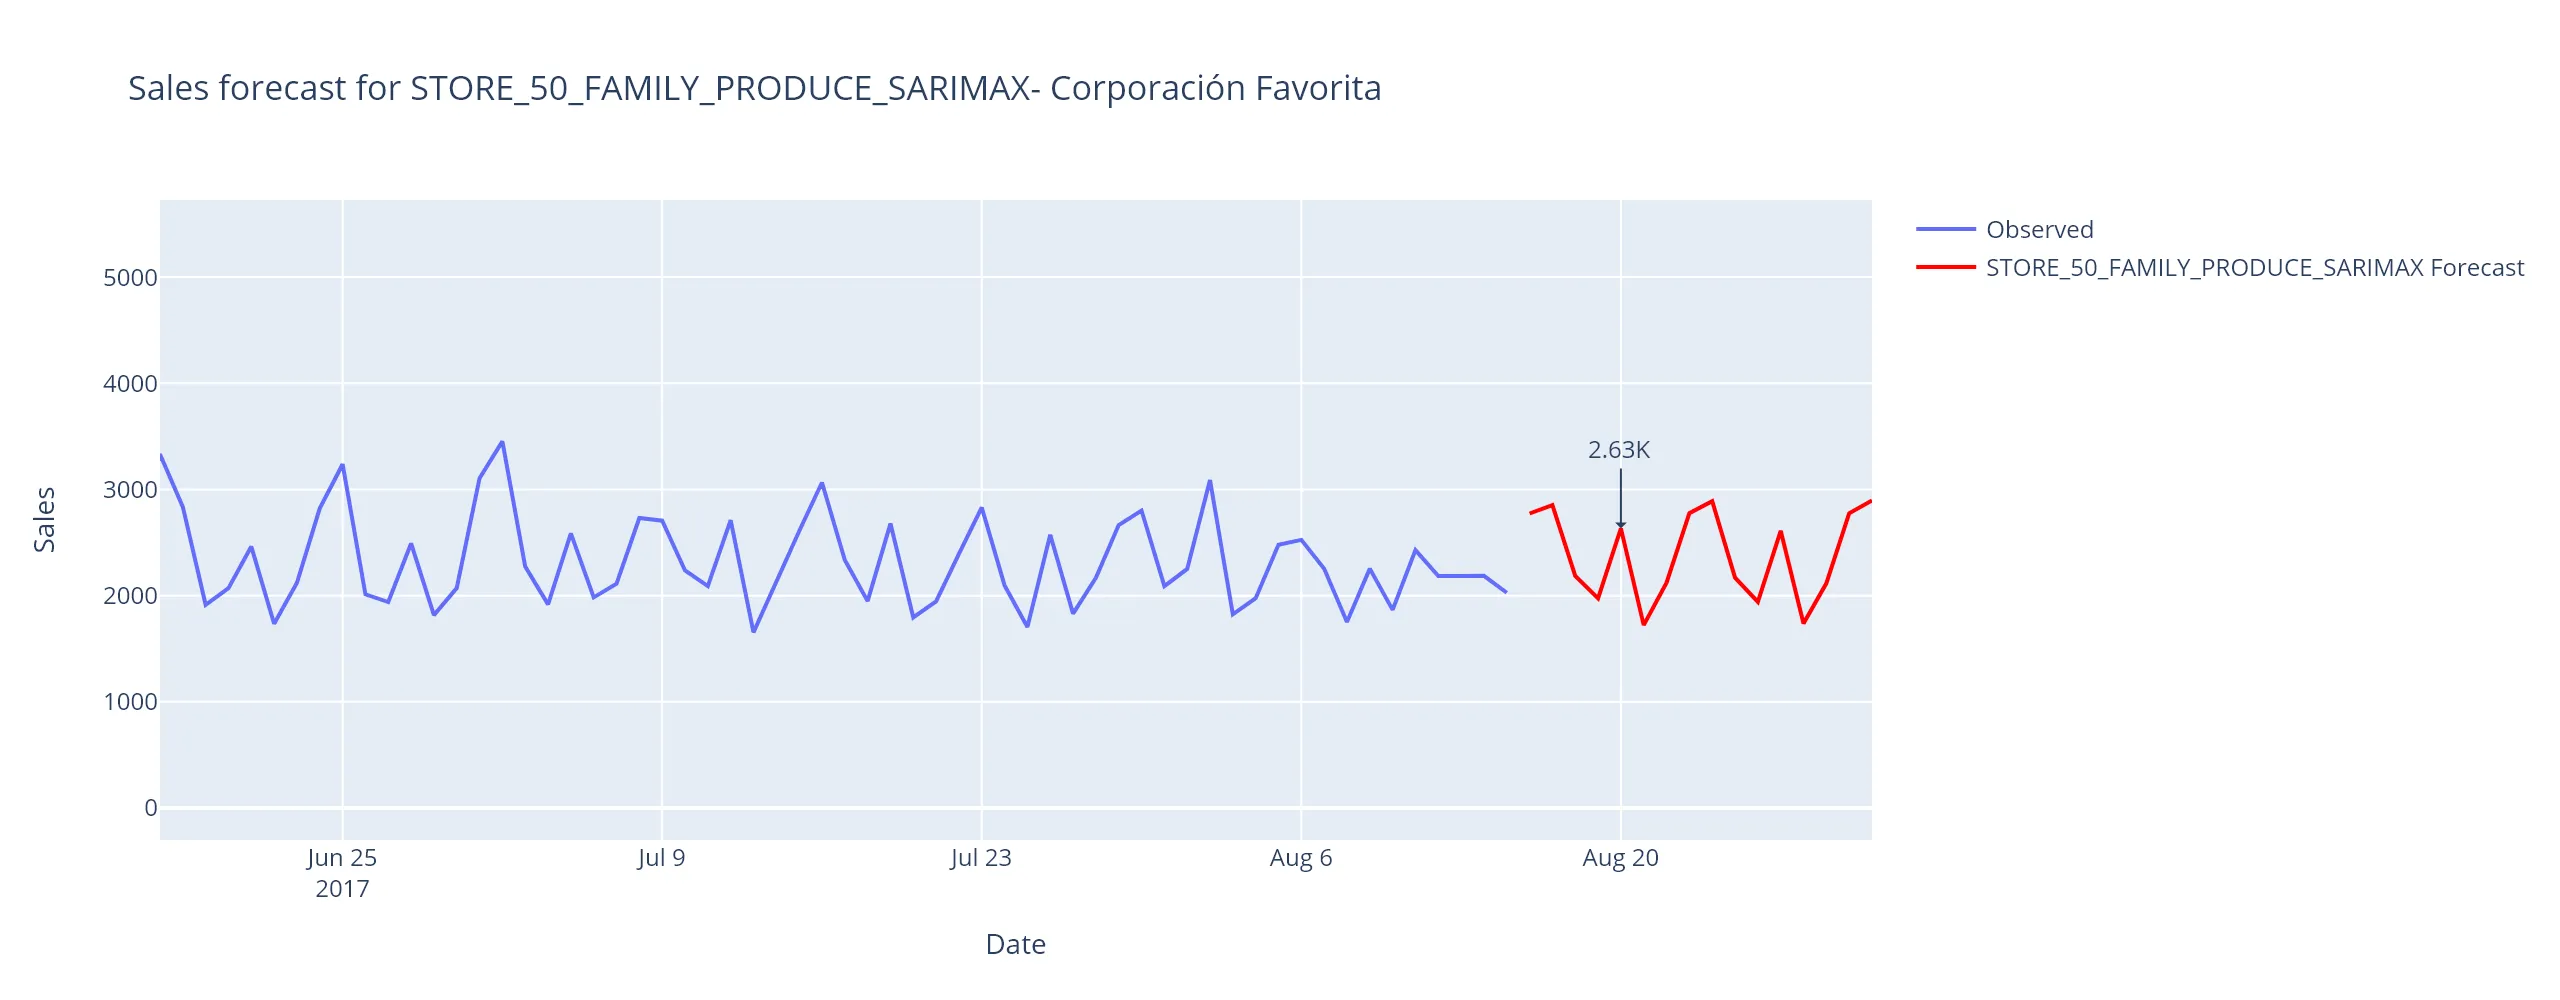 Sales forecast for STORE_50_FAMILY_PRODUCE_SARIMAX- Corporación Favorita
Observed
STORE_50_FAMILY_PRODUCE_SARIMAX Forecast
5000
4000
3000
2000
1000
0
Sales
2.63K
Jun 25
2017
Jul 9
Jul 23
Aug 6
Aug 20
Date